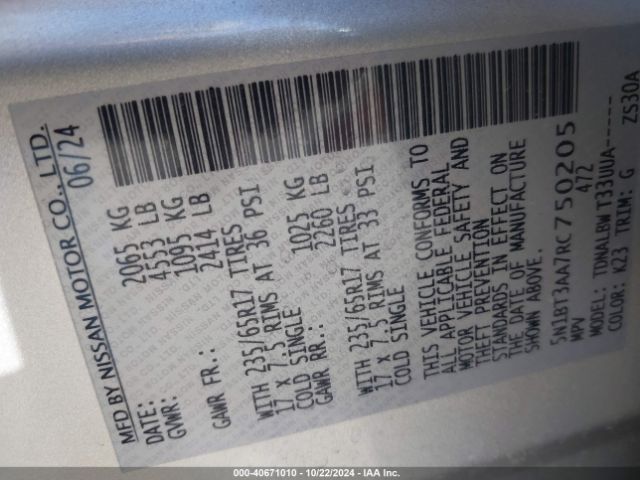 MFD BY NISSAN MOTOR CO., LTD.
DATE: 06/24
GVWR: 2065 KG
4553 LB
GAWR FR.: 1095 KG
2414 LB
WITH 235/65R17 TIRES
17 X 7.5 RIMS AT 36 PSI
COLD SINGLE
GAWR RR.: 1025 KG
2260 LB
WITH 235/65R17 TIRES
17 X 7.5 RIMS AT 33 PSI
COLD SINGLE
THIS VEHICLE CONFORMS TO
ALL APPLICABLE FEDERAL
MOTOR VEHICLE SAFETY AND
THEFT PREVENTION
STANDARDS IN EFFECT ON
THE DATE OF MANUFACTURE
SHOWN ABOVE.
5N1BT3AA7RC750205
MPV 472
MODEL: TDNALBW T33UUA-----
COLOR: K23 TRIM: G ZS30A
000-40671010 - 10/22/2024 - IAA Inc.